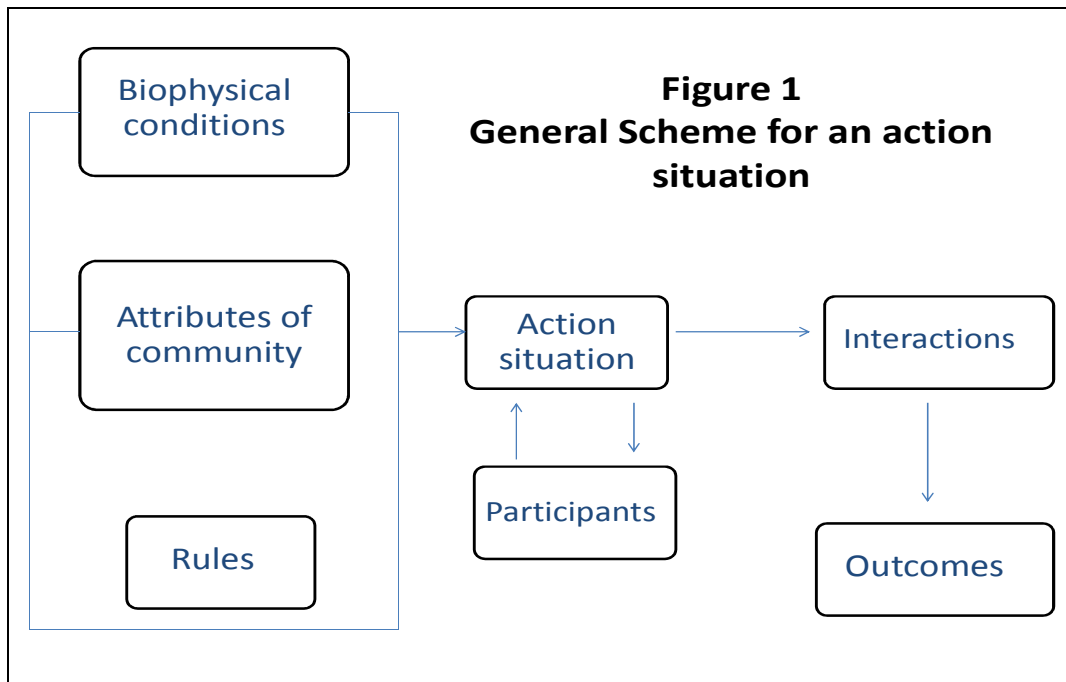 Figure 1
General Scheme for an action
situation
Biophysical
conditions
Attributes of
community
Rules
Action
situation
Participants
Interactions
Outcomes